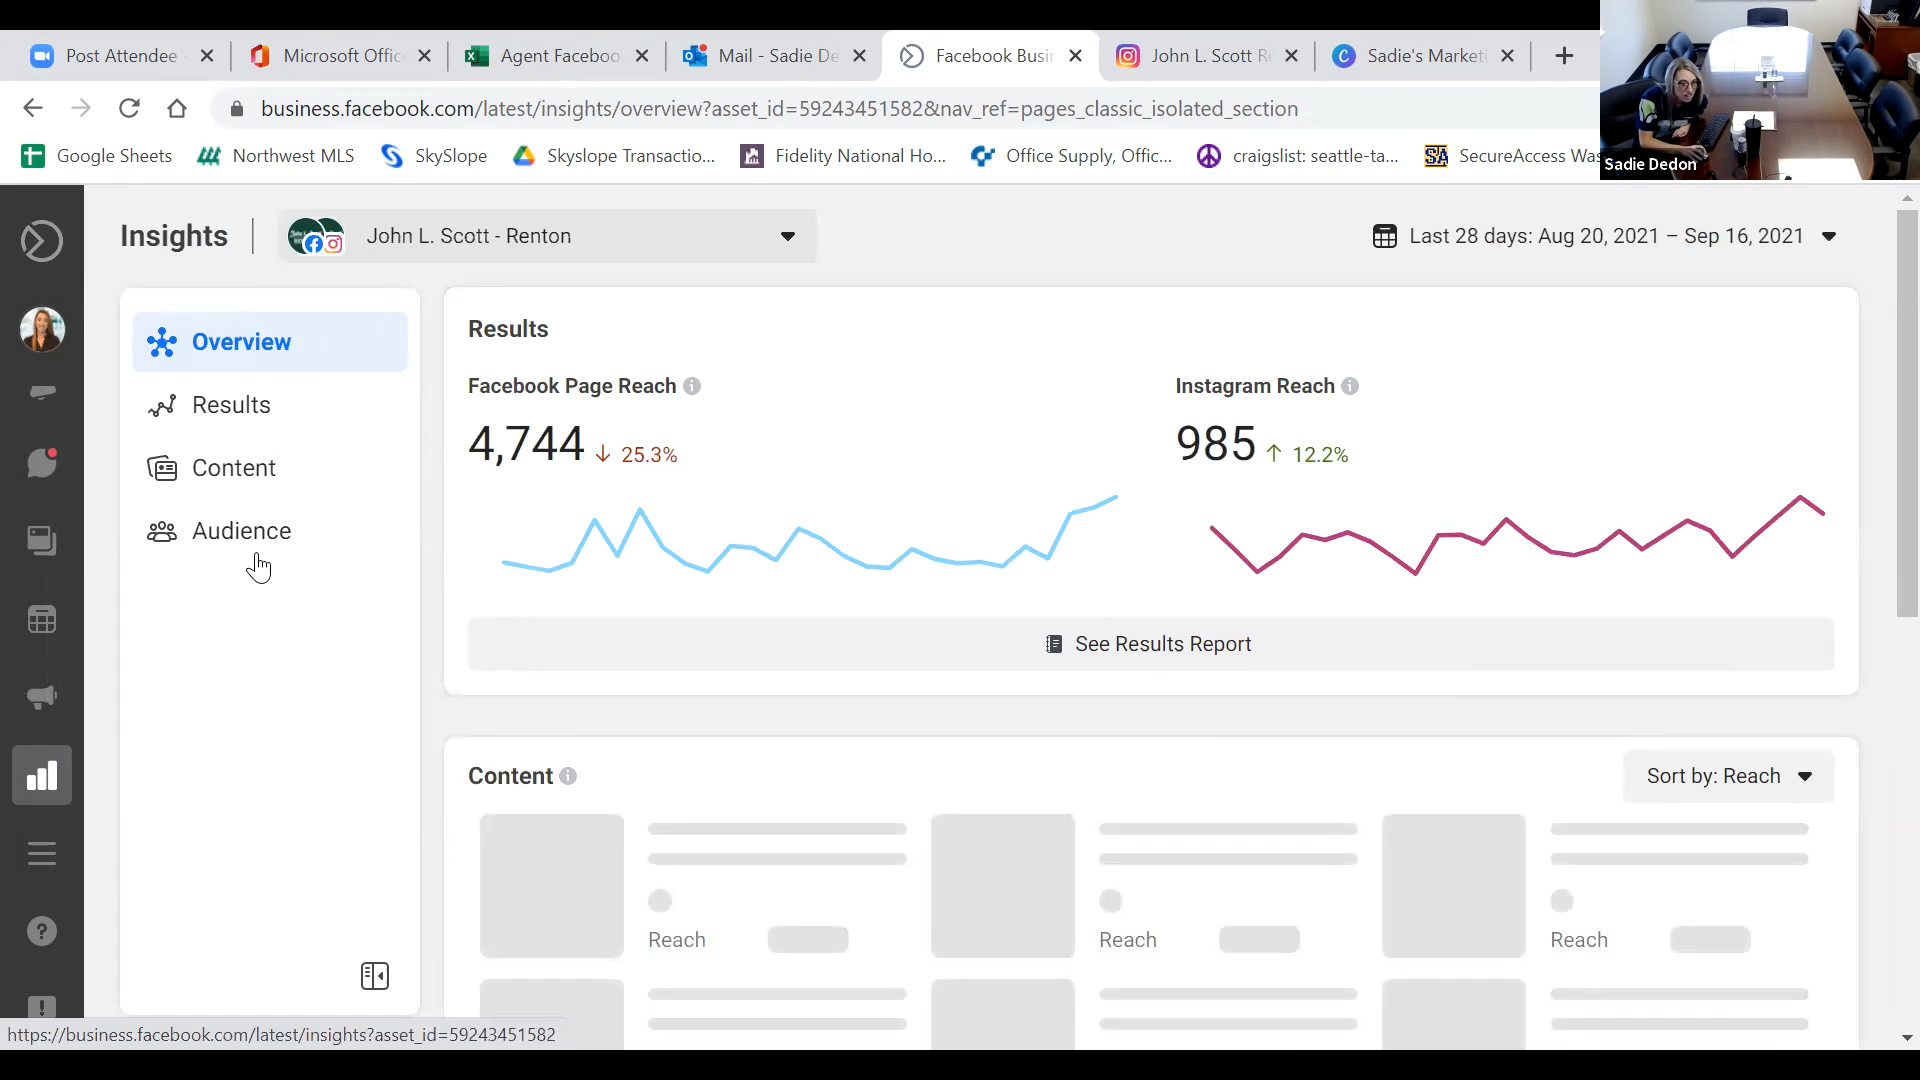 Post Attendee -
Microsoft Offic
Agent Faceboo
Mail - Sadie De
Facebook Busi
John L. Scott R
Sadie's Marketi
business.facebook.com/latest/insights/overview?asset_id=59243451582&nav_ref=pages_classic_isolated_section
Google Sheets
Northwest MLS
SkySlope
Skyslope Transactio...
Fidelity National Ho...
Office Supply, Offic...
craigslist: seattle-ta...
SecureAccess Was
Sadie Dedon
Insights
John L. Scott - Renton
Last 28 days: Aug 20, 2021 – Sep 16, 2021
Overview
Results
Content
Audience
Results
Facebook Page Reach
4,744 ↓ 25.3%
Instagram Reach
985 ↑ 12.2%
See Results Report
Content
Sort by: Reach
Reach
Reach
Reach
https://business.facebook.com/latest/insights?asset_id=59243451582